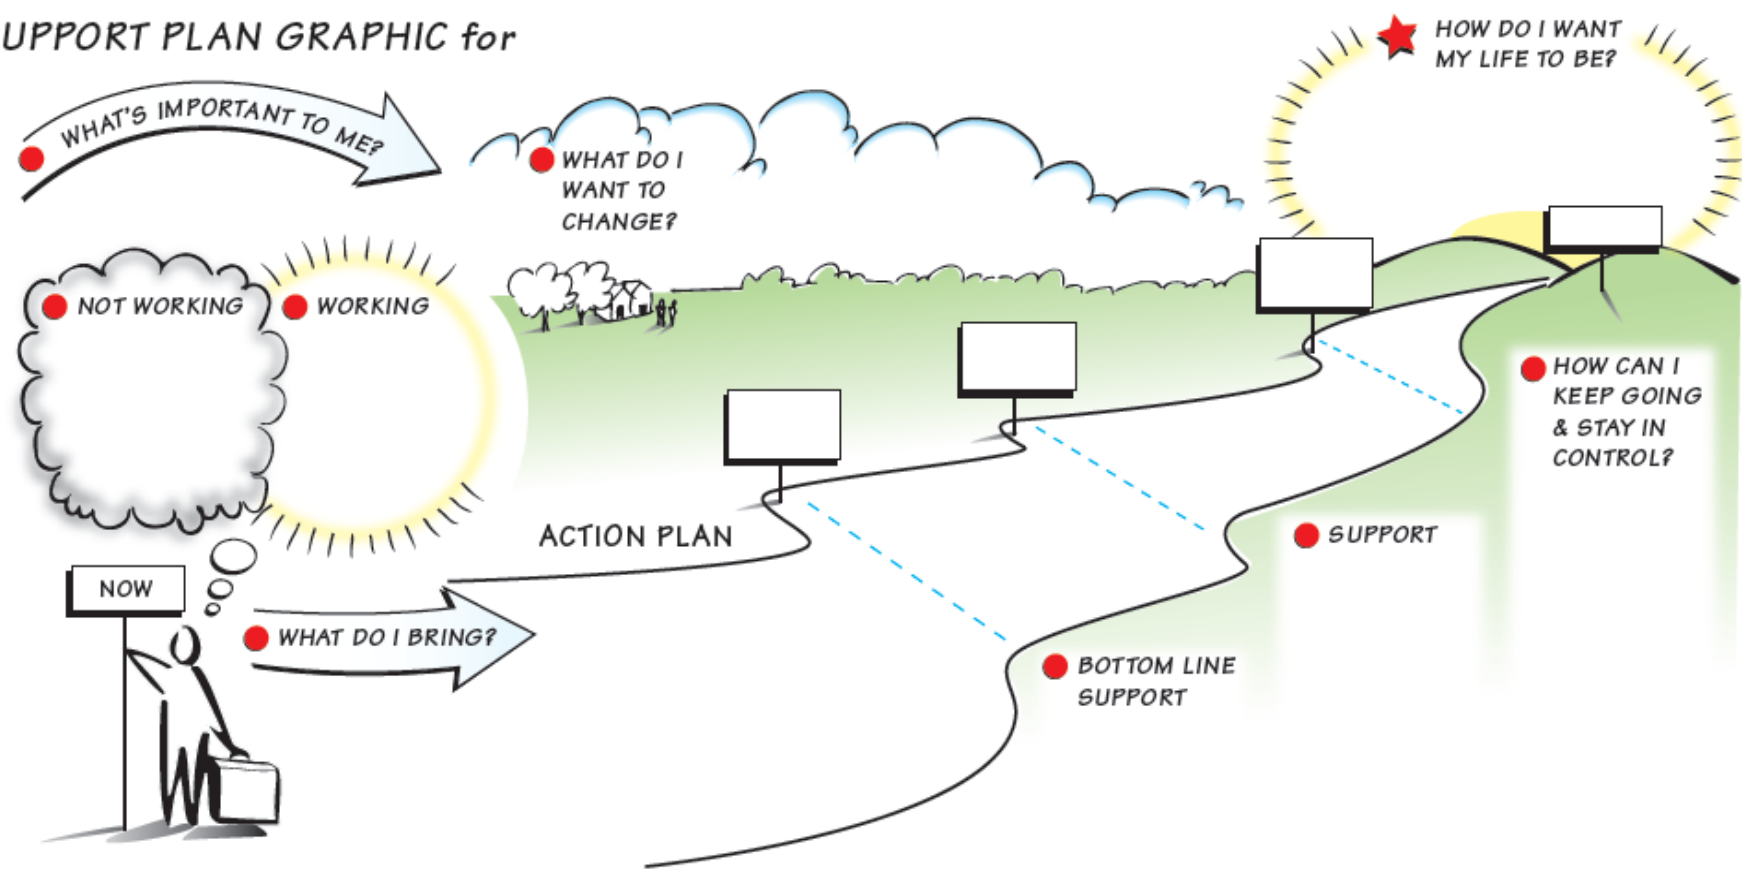 UPPORT PLAN GRAPHIC for
WHAT'S IMPORTANT TO ME?
WHAT DO I
WANT TO
CHANGE?
HOW DO I WANT
MY LIFE TO BE?
NOT WORKING
WORKING
HOW CAN I
KEEP GOING
& STAY IN
CONTROL?
ACTION PLAN
SUPPORT
NOW
WHAT DO I BRING?
BOTTOM LINE
SUPPORT